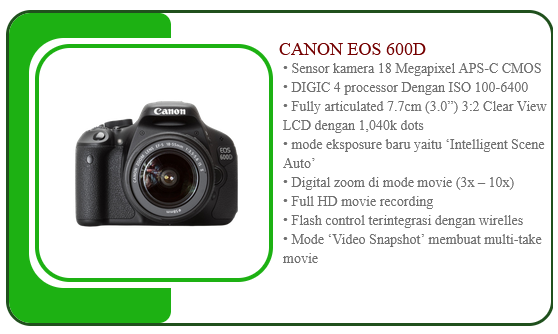 CANON EOS 600D
• Sensor kamera 18 Megapixel APS-C CMOS
• DIGIC 4 processor Dengan ISO 100-6400
• Fully articulated 7.7cm (3.0”) 3:2 Clear View
LCD dengan 1,040k dots
• mode eksposure baru yaitu ‘Intelligent Scene
Auto’
• Digital zoom di mode movie (3x – 10x)
• Full HD movie recording
• Flash control terintegrasi dengan wirelles
• Mode ‘Video Snapshot’ membuat multi-take
movie
Canon
EOS
600D